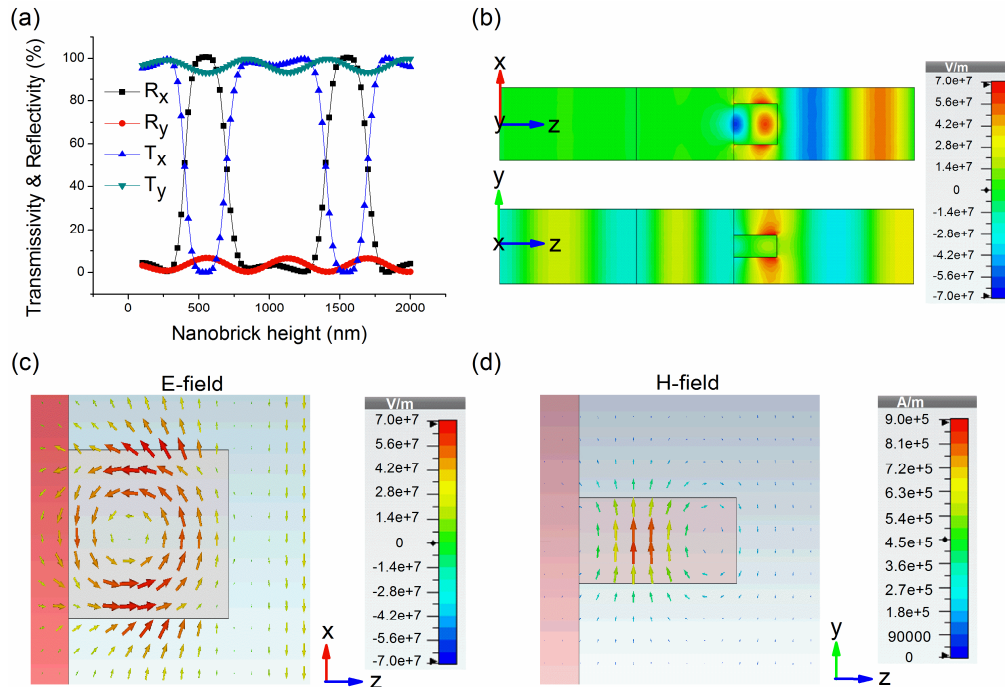 (a)
Transmissivity & Reflectivity (%)
100
80
60
40
20
0
Rx
Ry
Tx
Ty
0
500
1000
1500
2000
Nanobrick height (nm)
(b)
x
y
z
y
x
z
V/m
7.0e+7
5.6e+7
4.2e+7
2.8e+7
1.4e+7
0
-1.4e+7
-2.8e+7
-4.2e+7
-5.6e+7
-7.0e+7
(c)
E-field
V/m
7.0e+7
5.6e+7
4.2e+7
2.8e+7
1.4e+7
0
-1.4e+7
-2.8e+7
-4.2e+7
-5.6e+7
-7.0e+7
x
z
(d)
H-field
A/m
9.0e+5
8.1e+5
7.2e+5
6.3e+5
5.4e+5
4.5e+5
3.6e+5
2.7e+5
1.8e+5
90000
0
y
z